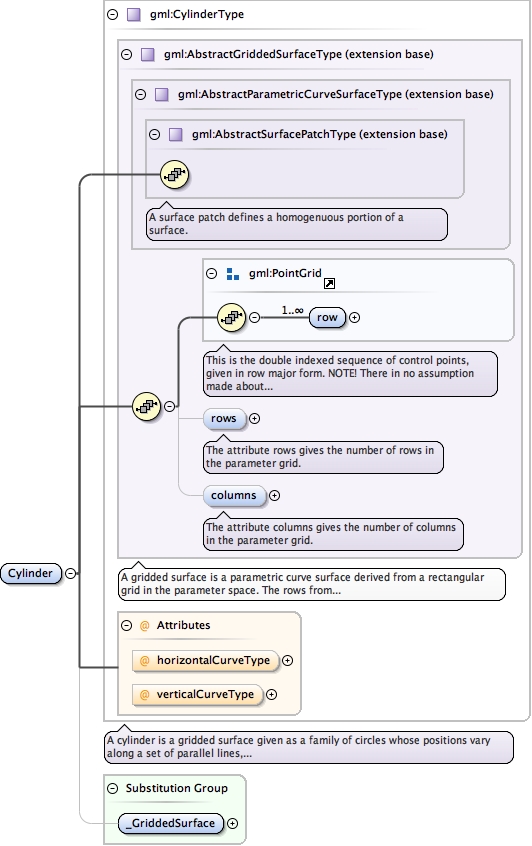 gml:CylinderType
gml:AbstractGriddedSurfaceType (extension base)
gml:AbstractParametricCurveSurfaceType (extension base)
gml:AbstractSurfacePatchType (extension base)
A surface patch defines a homogenuous portion of a
surface.
gml:PointGrid
1..∞
row
This is the double indexed sequence of control points,
given in row major form. NOTE! There in no assumption
made about...
rows
The attribute rows gives the number of rows in
the parameter grid.
columns
The attribute columns gives the number of columns
in the parameter grid.
Cylinder
A gridded surface is a parametric curve surface derived from a rectangular
grid in the parameter space. The rows from...
@ Attributes
@ horizontalCurveType
@ verticalCurveType
A cylinder is a gridded surface given as a family of circles whose positions vary
along a set of parallel lines,...
Substitution Group
_GriddedSurface